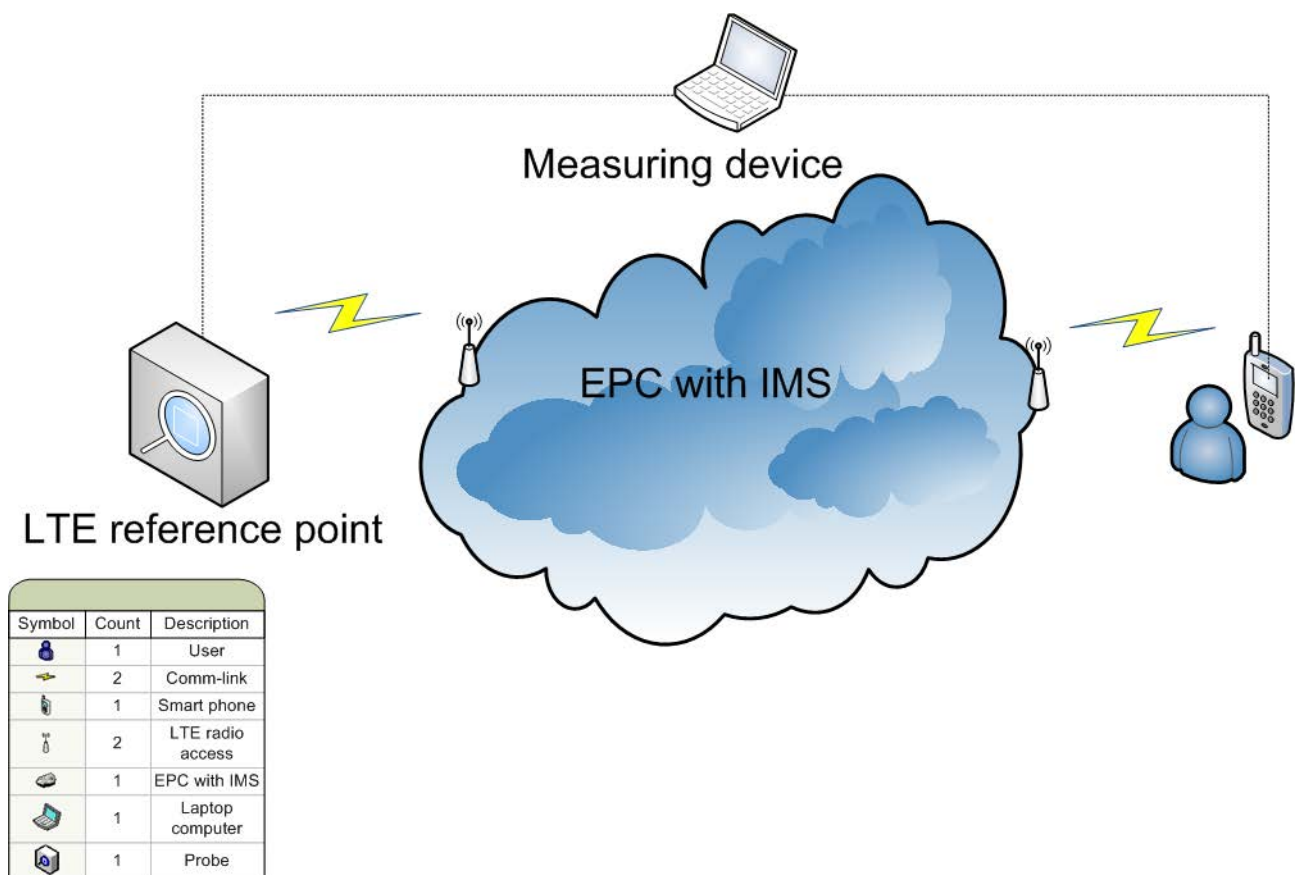 Measuring device
EPC with IMS
LTE reference point
Symbol Count Description
1 User
2 Comm-link
1 Smart phone
2 LTE radio
access
1 EPC with IMS
1 Laptop
computer
1 Probe